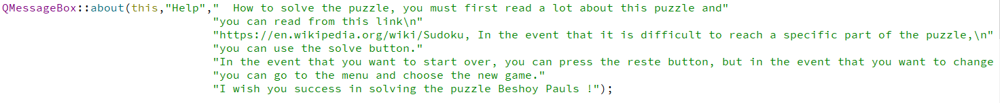 QMessageBox::about(this,"Help","  How to solve the puzzle, you must first read a lot about this puzzle and"
"you can read from this link\n"
"https://en.wikipedia.org/wiki/Sudoku, In the event that it is difficult to reach a specific part of the puzzle,\n"
"you can use the solve button."
"In the event that you want to start over, you can press the reste button, but in the event that you want to change
"you can go to the menu and choose the new game."
"I wish you success in solving the puzzle Beshoy Pauls !");